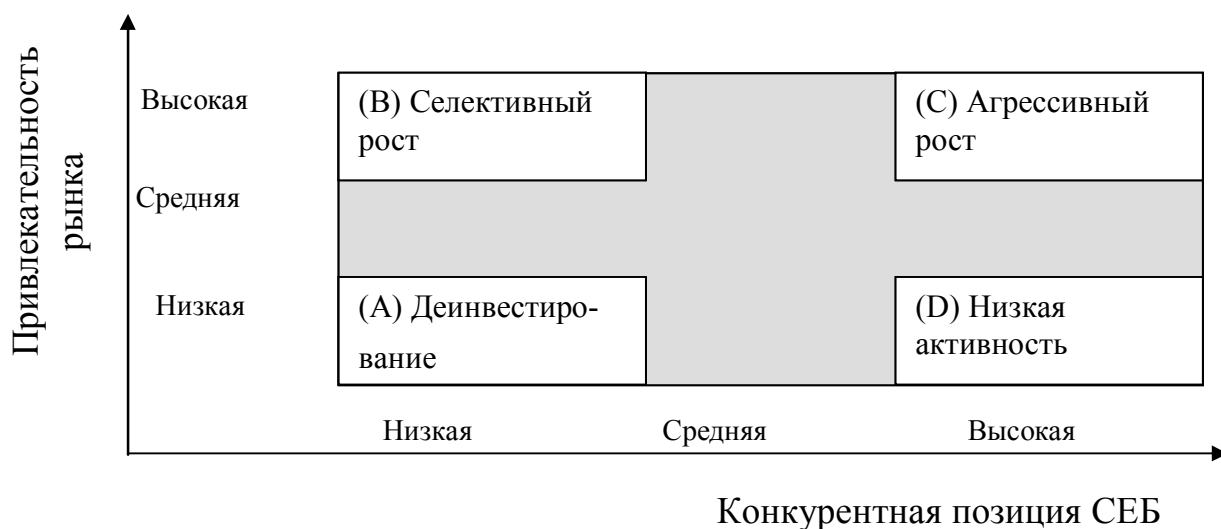 Привлекательность
рынка
Высокая
(B) Селективный
рост
(C) Агрессивный
рост
Средняя
Низкая
(A) Деинвестиро-
вание
(D) Низкая
активность
Низкая
Средняя
Высокая
Конкурентная позиция СЕБ